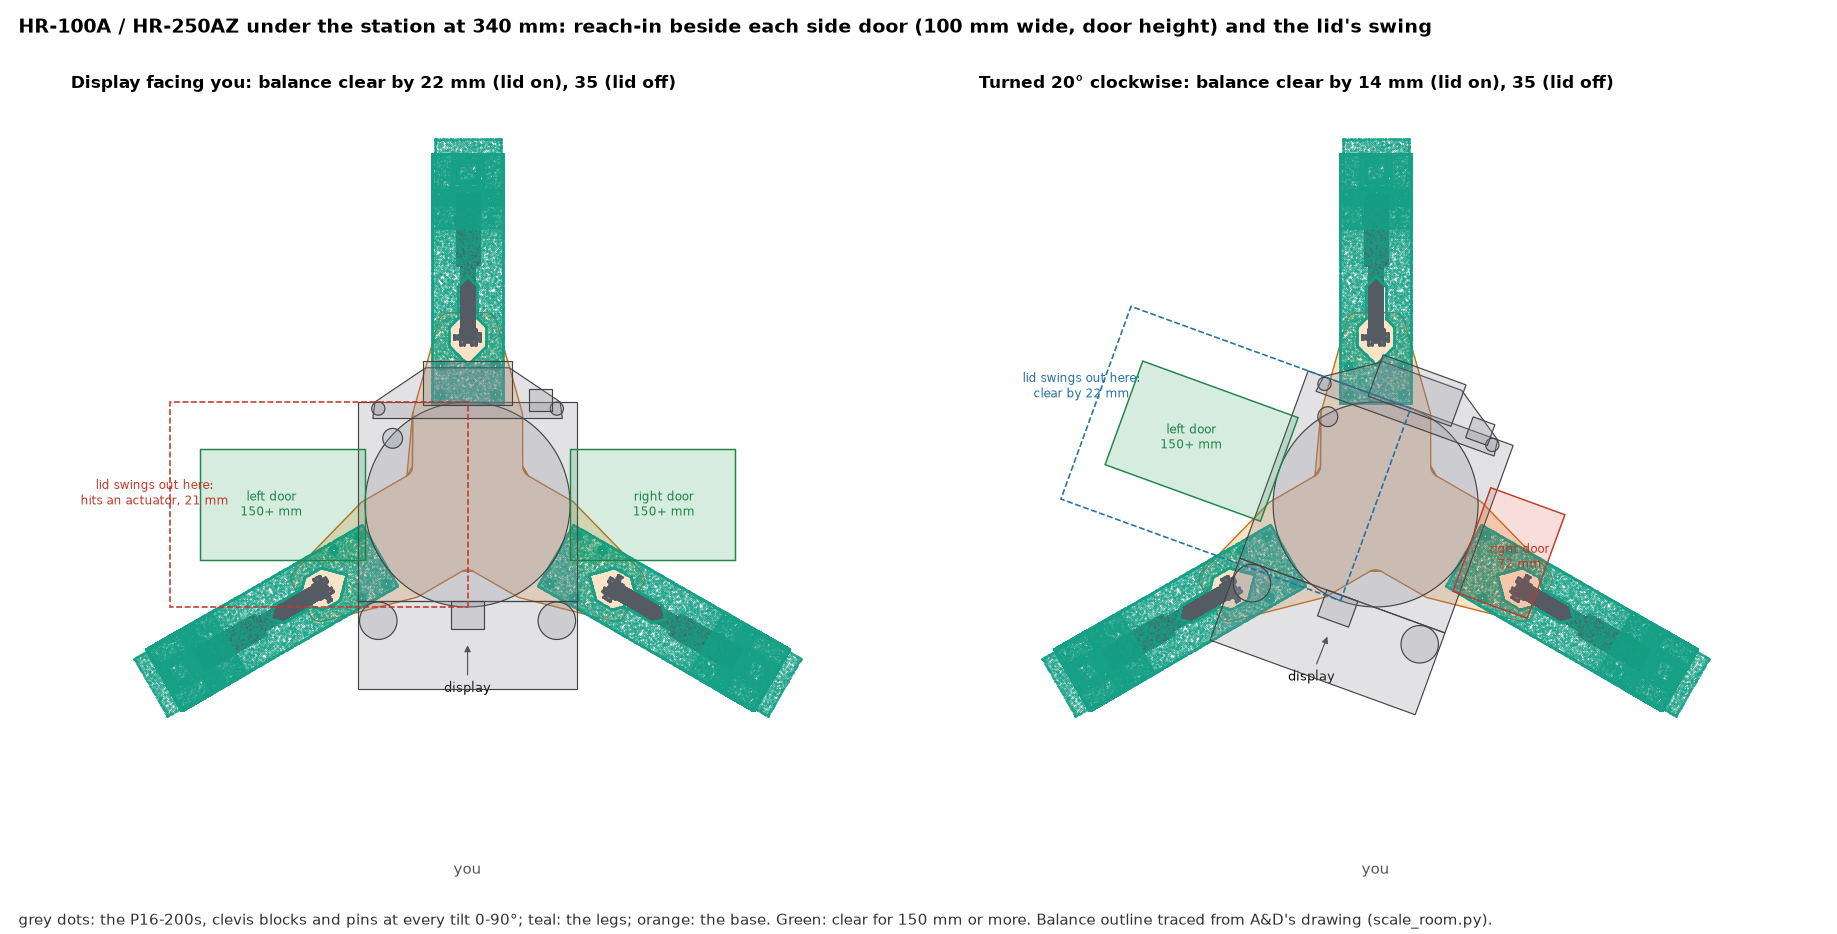 HR-100A / HR-250AZ under the station at 340 mm: reach-in beside each side door (100 mm wide, door height) and the lid's swing
Display facing you: balance clear by 22 mm (lid on), 35 (lid off)
lid swings out here:
hits an actuator, 21 mm
left door
150+ mm
right door
150+ mm
display
you
Turned 20° clockwise: balance clear by 14 mm (lid on), 35 (lid off)
lid swings out here:
clear by 22 mm
left door
150+ mm
right door
72 mm
display
you
grey dots: the P16-200s, clevis blocks and pins at every tilt 0-90°; teal: the legs; orange: the base. Green: clear for 150 mm or more. Balance outline traced from A&D's drawing (scale_room.py).